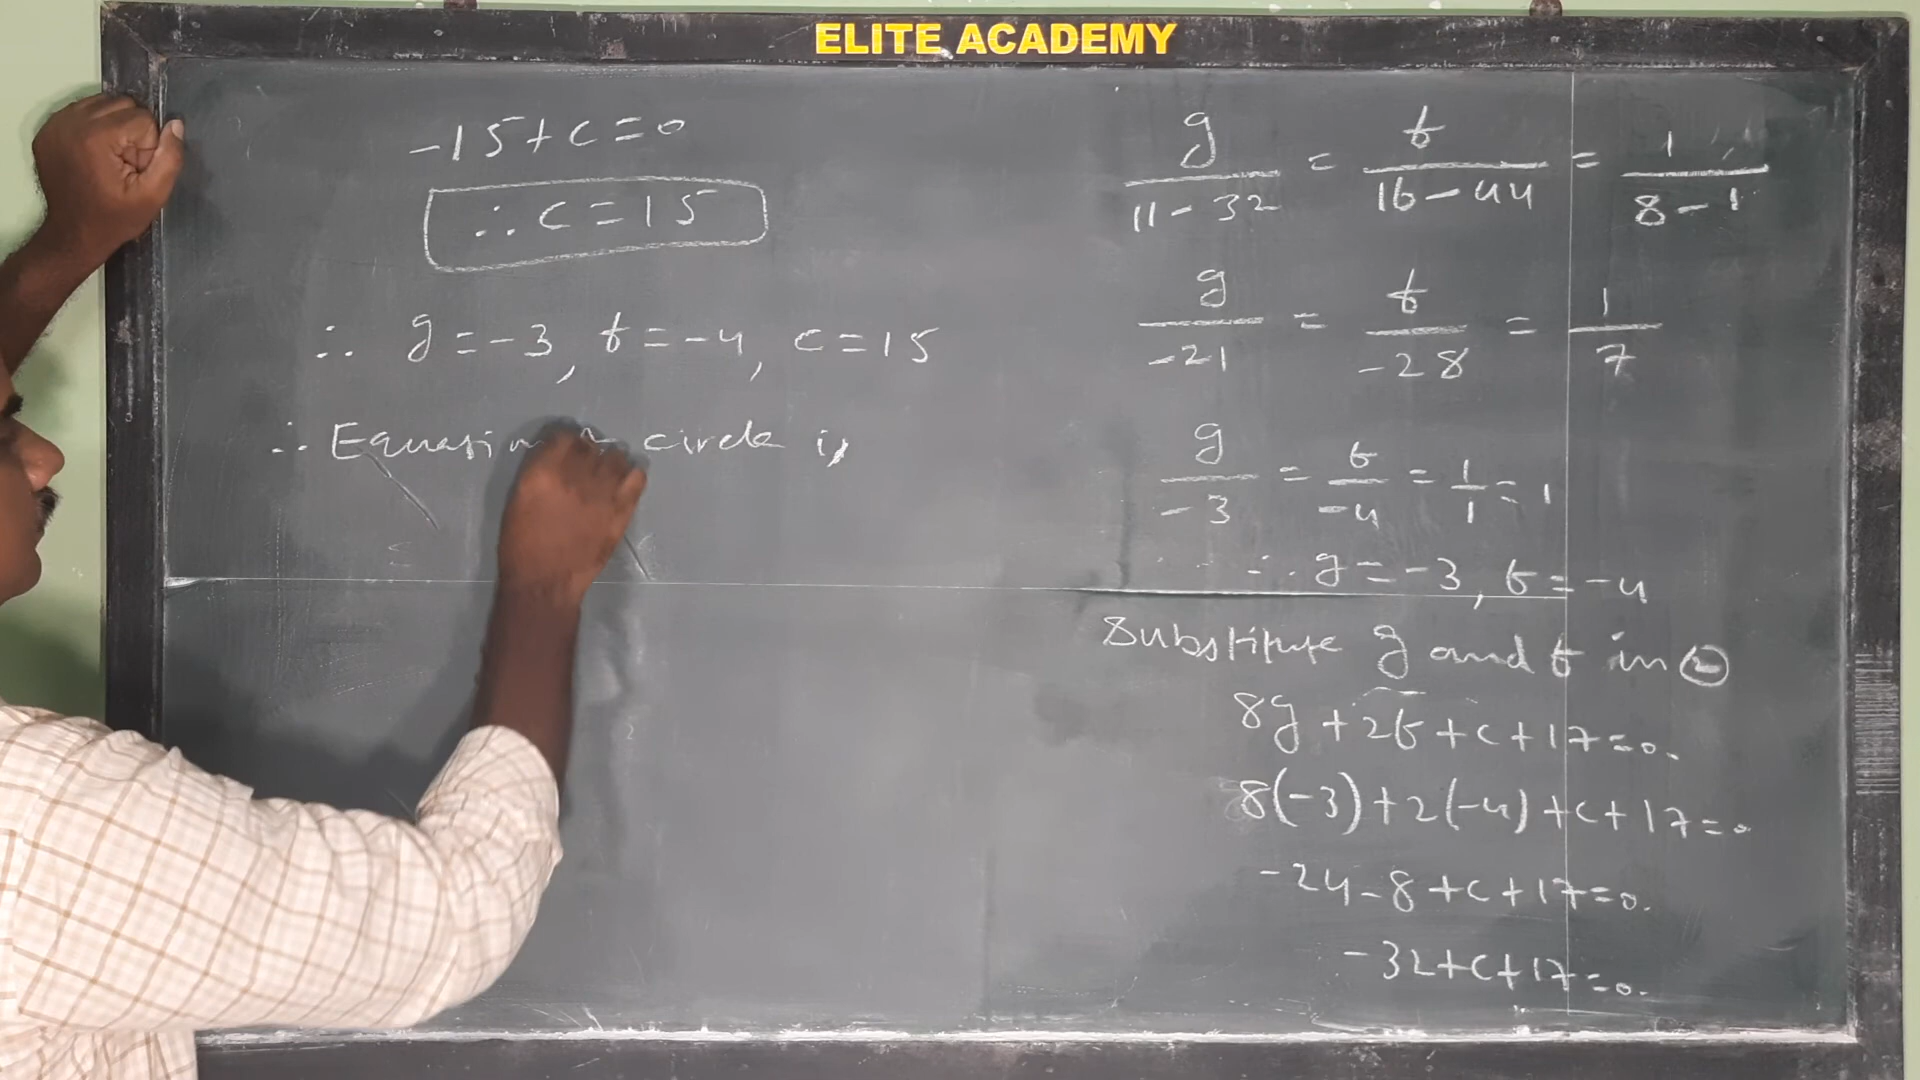 ELITE ACADEMY
-15+c=0
∴ c=15
∴ g=-3, f=-4, c=15
∴ Equation circle is
g/11-32 = f/16-44 = 1/8-1
g/-21 = f/-28 = 1/7
g/-3 = f/-4 = 1/1 = 1
∴ g=-3, f=-4
Substitute g and f in ②
8g+2f+c+17=0.
8(-3)+2(-4)+c+17=0
-24-8+c+17=0.
-32+c+17=0.